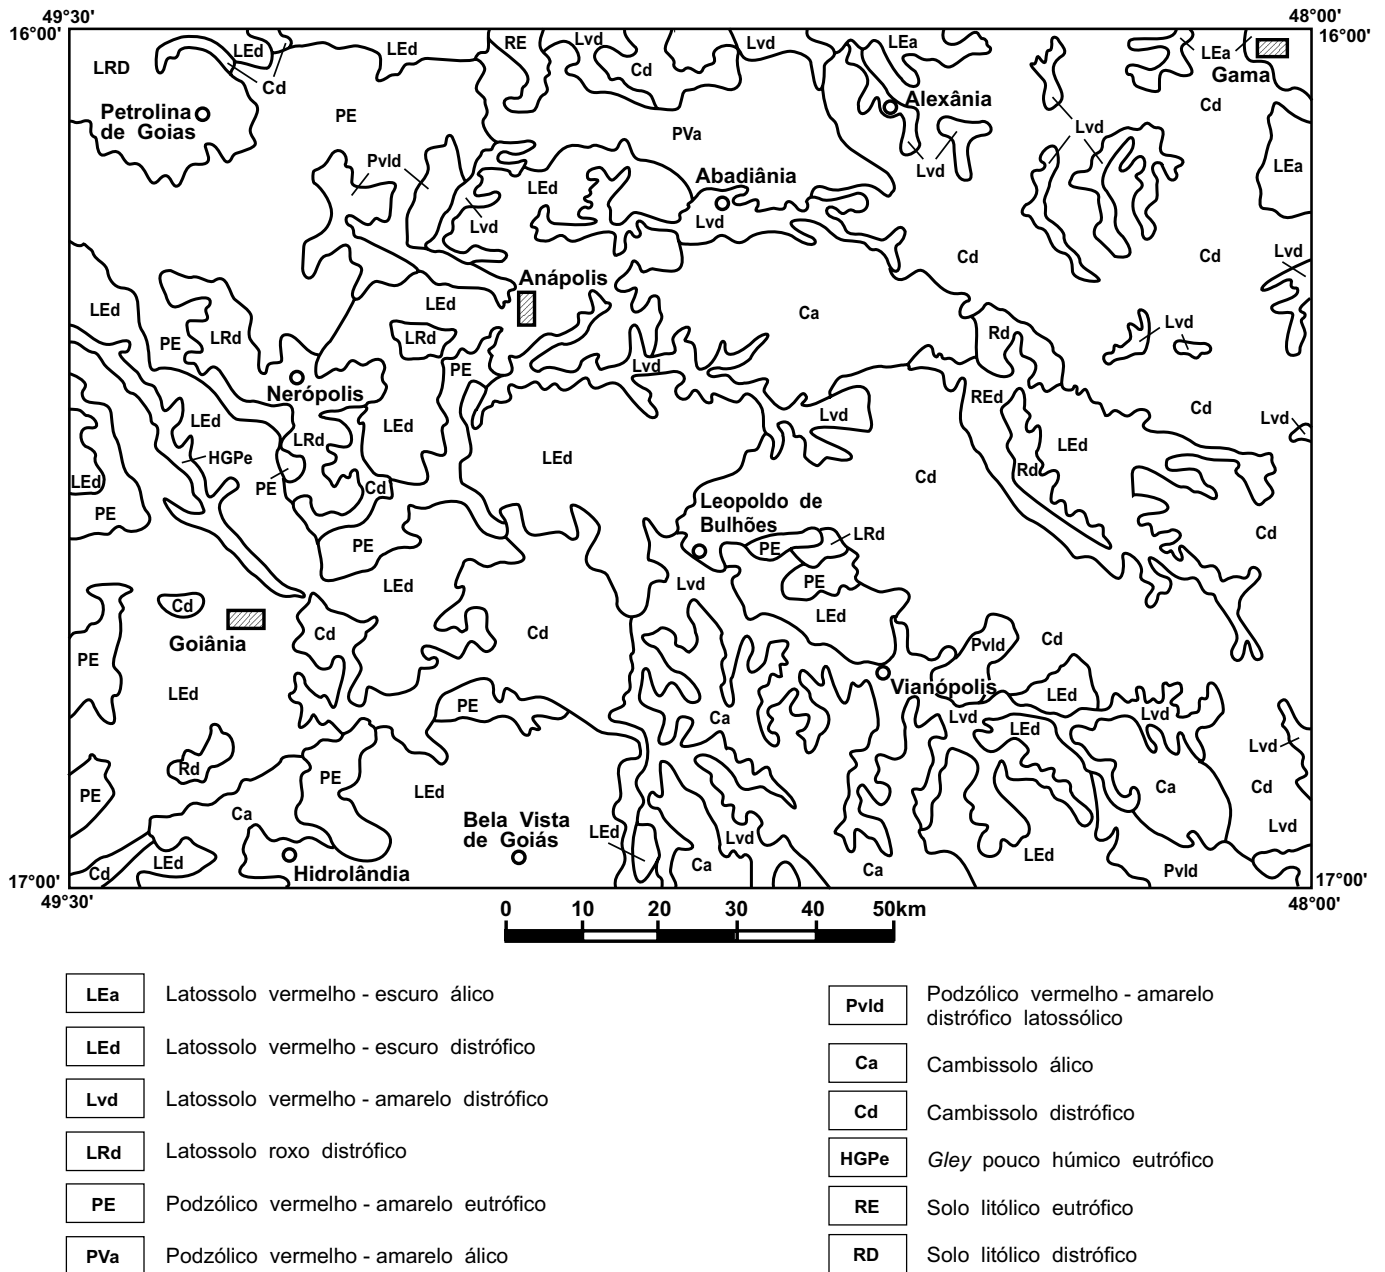 49°30'
48°00'
16°00'
16°00'
LEd
LEd
RE
Lvd
Lvd
LEa
LEa
Gama
LRD
Cd
Cd
Cd
Petrolina
de Goias
PE
PVa
Alexânia
Lvd
Lvd
Pvld
LEd
Abadiânia
LEa
Lvd
Lvd
Cd
Cd
Lvd
Anápolis
LEd
LEd
Ca
Lvd
PE
LRd
LRd
Rd
PE
Lvd
Nerópolis
REd
Cd
LEd
LRd
LEd
Lvd
LEd
Lvd
HGPe
LEd
Cd
Rd
LEd
PE
Cd
PE
Leopoldo de
Bulhões
Cd
PE
PE
LRd
LEd
Lvd
PE
Cd
LEd
Goiânia
Cd
Cd
Pvld
Cd
PE
LEd
Vianópolis
LEd
PE
Ca
Lvd
LEd
Lvd
Lvd
Rd
PE
LEd
Ca
Cd
PE
Ca
Bela Vista
de Goiás
LEd
Lvd
Lvd
LEd
Cd
Hidrolândia
Ca
Ca
LEd
Pvld
17°00'
17°00'
49°30'
48°00'
0 10 20 30 40 50km
LEa Latossolo vermelho - escuro álico
LEd Latossolo vermelho - escuro distrófico
Lvd Latossolo vermelho - amarelo distrófico
LRd Latossolo roxo distrófico
PE Podzólico vermelho - amarelo eutrófico
PVa Podzólico vermelho - amarelo álico
Pvld Podzólico vermelho - amarelo
distrófico latossólico
Ca Cambissolo álico
Cd Cambissolo distrófico
HGPe Gley pouco húmico eutrófico
RE Solo litólico eutrófico
RD Solo litólico distrófico